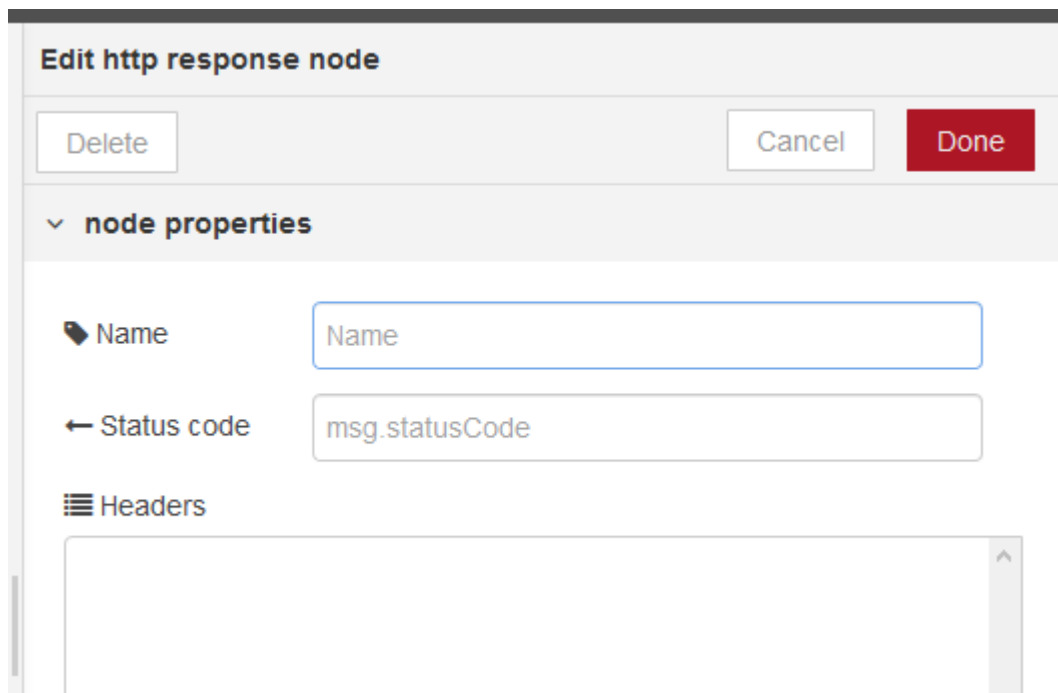 Edit http response node
Delete
Cancel
Done
node properties
Name
Name
Status code
msg.statusCode
Headers